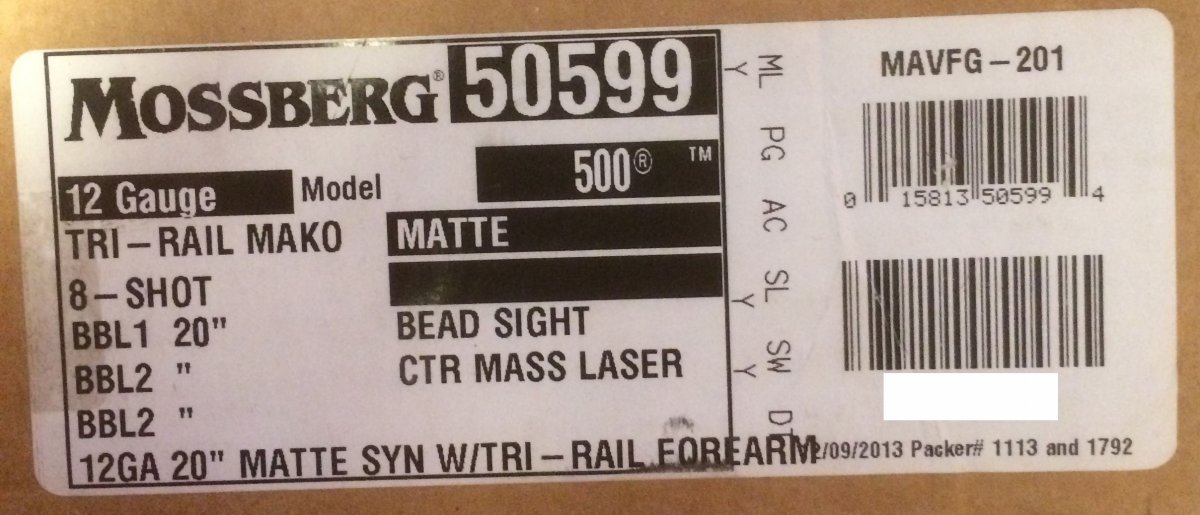 MOSSBERG® 50599
12 Gauge Model 500® ™
TRI-RAIL MAKO MATTE
8-SHOT
BBL1 20" BEAD SIGHT
BBL2 " CTR MASS LASER
BBL2 "
12GA 20" MATTE SYN W/TRI-RAIL FOREARM
ML PG AC SL SW
Y Y Y
MAVFG-201
0 15813 50599 4
/09/2013 Packer# 1113 and 1792